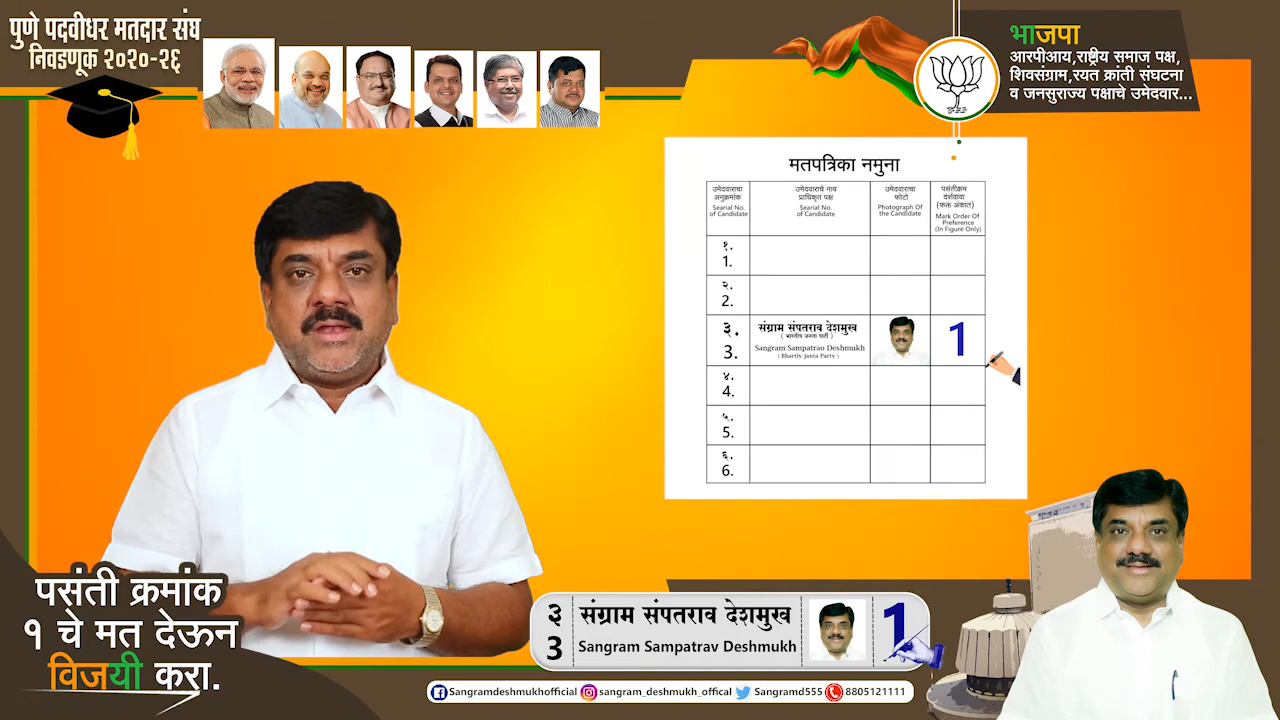 पुणे पदवीधर मतदार संघ
निवडणूक २०२०-२६
भाजपा
आरपीआय,राष्ट्रीय समाज पक्ष,
शिवसंग्राम,रयत क्रांती संघटना
व जनसुराज्य पक्षाचे उमेदवार...
मतपत्रिका नमुना
उमेदवाराचा अनुक्रमांक Searial No. of Candidate
उमेदवाराचे नाव प्राधिकृत पक्ष Searial No. of Candidate
उमेदवाराचा फोटो Photograph Of the Candidate
पसंतीक्रम दर्शवावा (फक्त अंकात) Mark Order Of Preference (In Figure Only)
१.
1.
२.
2.
३. संग्राम संपतराव देशमुख
( भारतीय जनता पार्टी )
3. Sangram Sampatrao Deshmukh
( Bhartiy Janta Party )
1
४.
4.
५.
5.
६.
6.
पसंती क्रमांक
१ चे मत देऊन
विजयी करा.
३ संग्राम संपतराव देशमुख
3 Sangram Sampatrav Deshmukh
1
Sangramdeshmukhofficial sangram_deshmukh_offical Sangramd555 8805121111